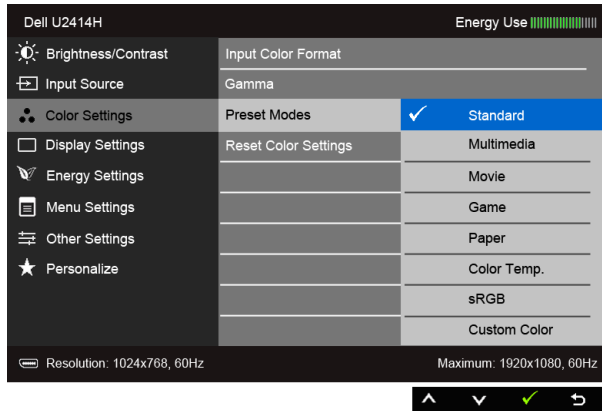 Dell U2414H Energy Use
Brightness/Contrast Input Color Format
Input Source Gamma
Color Settings Preset Modes Standard
Display Settings Reset Color Settings Multimedia
Energy Settings Movie
Menu Settings Game
Other Settings Paper
Personalize Color Temp.
sRGB
Custom Color
Resolution: 1024x768, 60Hz Maximum: 1920x1080, 60Hz